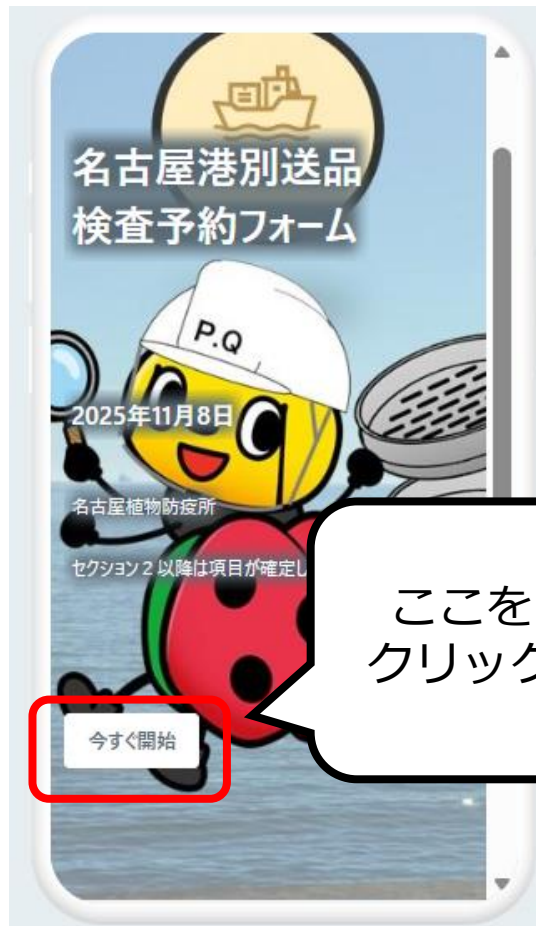 名古屋港別送品
検査予約フォーム
P.Q
2025年11月8日
名古屋植物防疫所
セクション２以降は項目が確定し
ここを
クリック
今すぐ開始